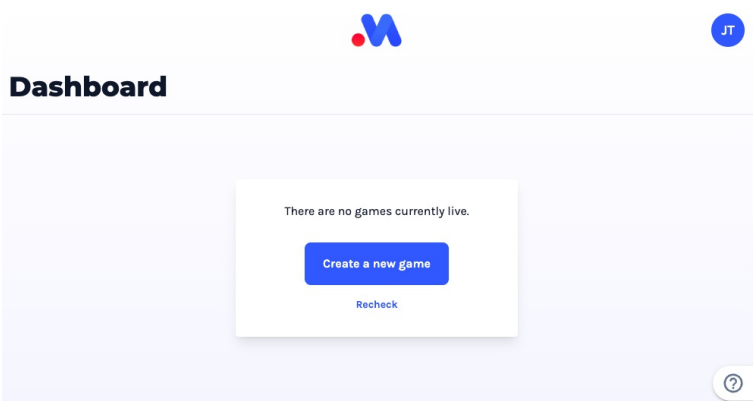 JT
Dashboard
There are no games currently live.
Create a new game
Recheck
?